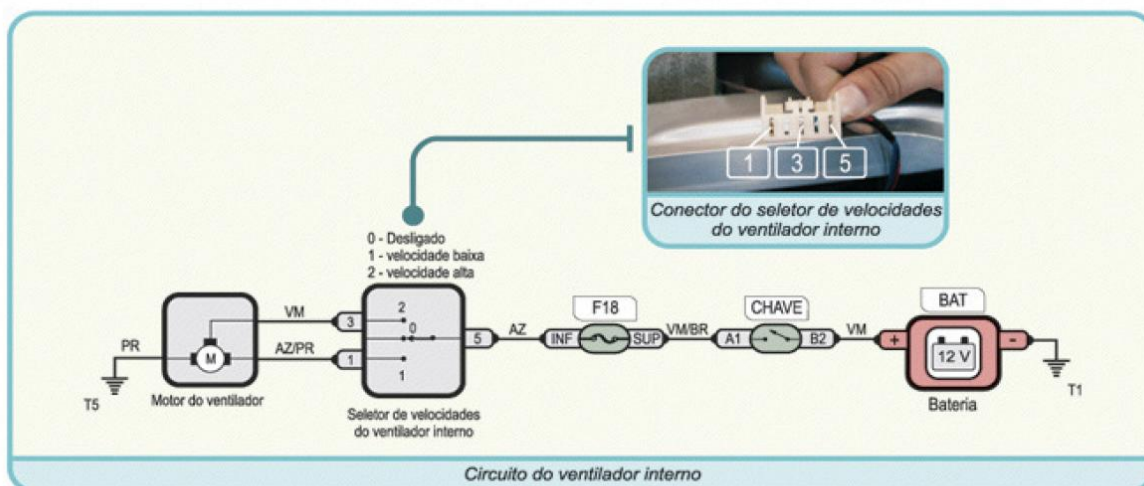 1 3 5
Conector do seletor de velocidades
do ventilador interno
0 - Desligado
1 - velocidade baixa
2 - velocidade alta
F18
CHAVE
BAT
PR
T5
M
Motor do ventilador
VM
AZ/PR
3
1
2
0
1
5
Seletor de velocidades
do ventilador interno
AZ
INF
SUP
VM/BR
A1
B2
VM
+
-
12 V
Bateria
T1
Circuito do ventilador interno